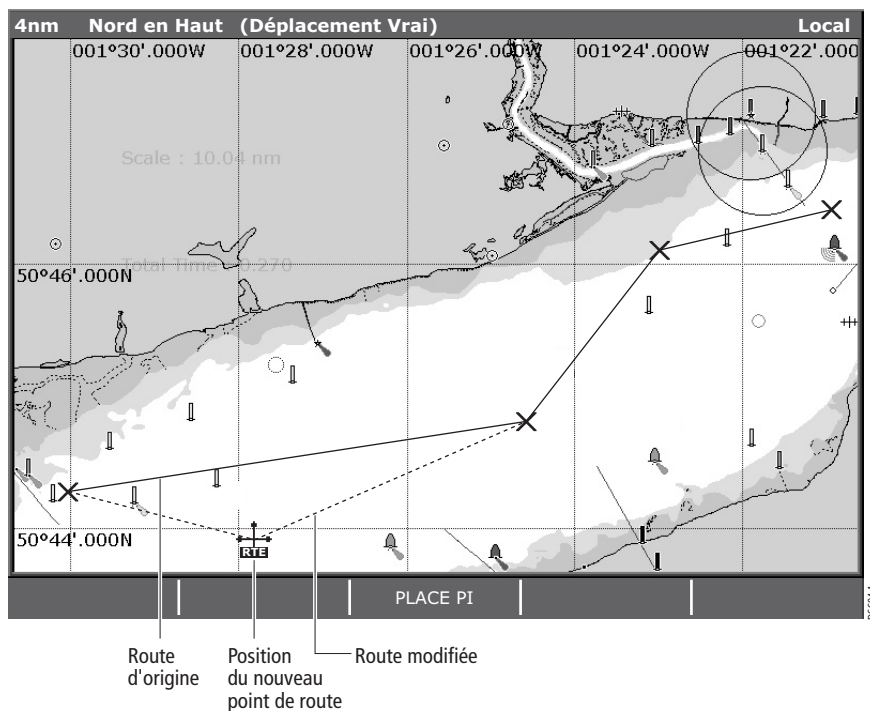 4nm Nord en Haut (Déplacement Vrai) Local
001°30'.000W 001°28'.000W 001°26'.000W 001°24'.000W 001°22'.000
Scale : 10.04 nm
Total Time : 0.270
50°46'.000N
50°44'.000N
RTE
PLACE PI
Route
d'origine
Position
du nouveau
point de route
Route modifiée